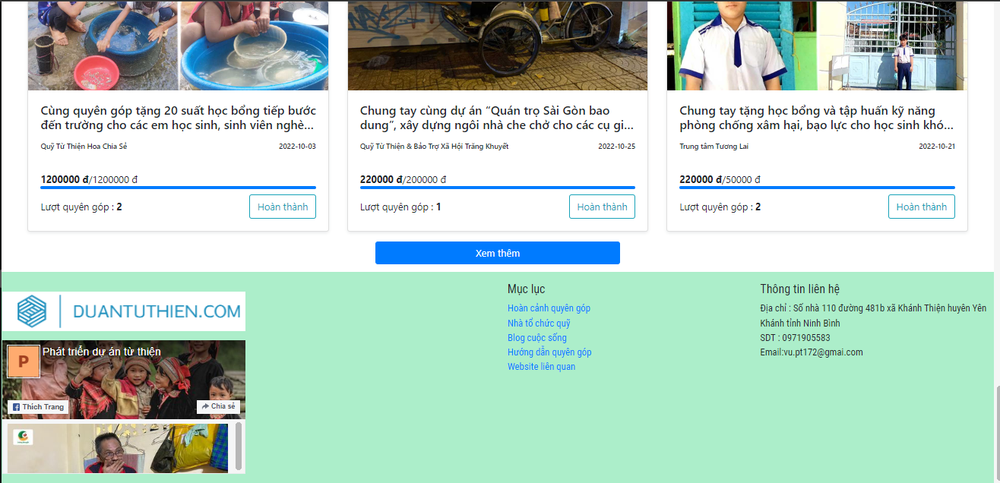 Cùng quyên góp tặng 20 suất học bổng tiếp bước
đến trường cho các em học sinh, sinh viên nghè...
Quỹ Từ Thiện Hoa Chia Sẻ 2022-10-03
1200000 đ/1200000 đ
Lượt quyên góp : 2 Hoàn thành
Chung tay cùng dự án “Quán trọ Sài Gòn bao
dung”, xây dựng ngôi nhà che chở cho các cụ gi...
Quỹ Từ Thiện & Bảo Trợ Xã Hội Trăng Khuyết 2022-10-25
220000 đ/200000 đ
Lượt quyên góp : 1 Hoàn thành
Chung tay tặng học bổng và tập huấn kỹ năng
phòng chống xâm hại, bạo lực cho học sinh khó...
Trung tâm Tương Lai 2022-10-21
220000 đ/50000 đ
Lượt quyên góp : 2 Hoàn thành
Xem thêm
DUANTUTHIEN.COM
P Phát triển dự án từ thiện
Thích Trang Chia sẻ
Mục lục
Hoàn cảnh quyên góp
Nhà tổ chức quỹ
Blog cuộc sống
Hướng dẫn quyên góp
Website liên quan
Thông tin liên hệ
Địa chỉ : Số nhà 110 đường 481b xã Khánh Thiện huyên Yên
Khánh tỉnh Ninh Bình
SDT : 0971905583
Email:vu.pt172@gmai.com